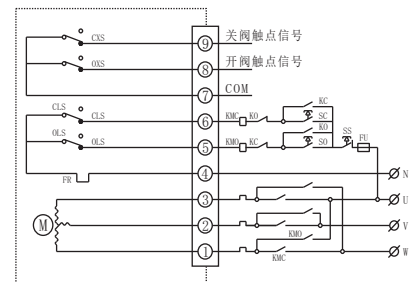 CXS ⑨ 关阀触点信号
OXS ⑧ 开阀触点信号
⑦ COM
KC
CLS CLS ⑥ KMC KO SC
KO
OLS OLS ⑤ KMO KC SO SS FU
FR ④ N
③ U
M ② KMO V
① KMC W